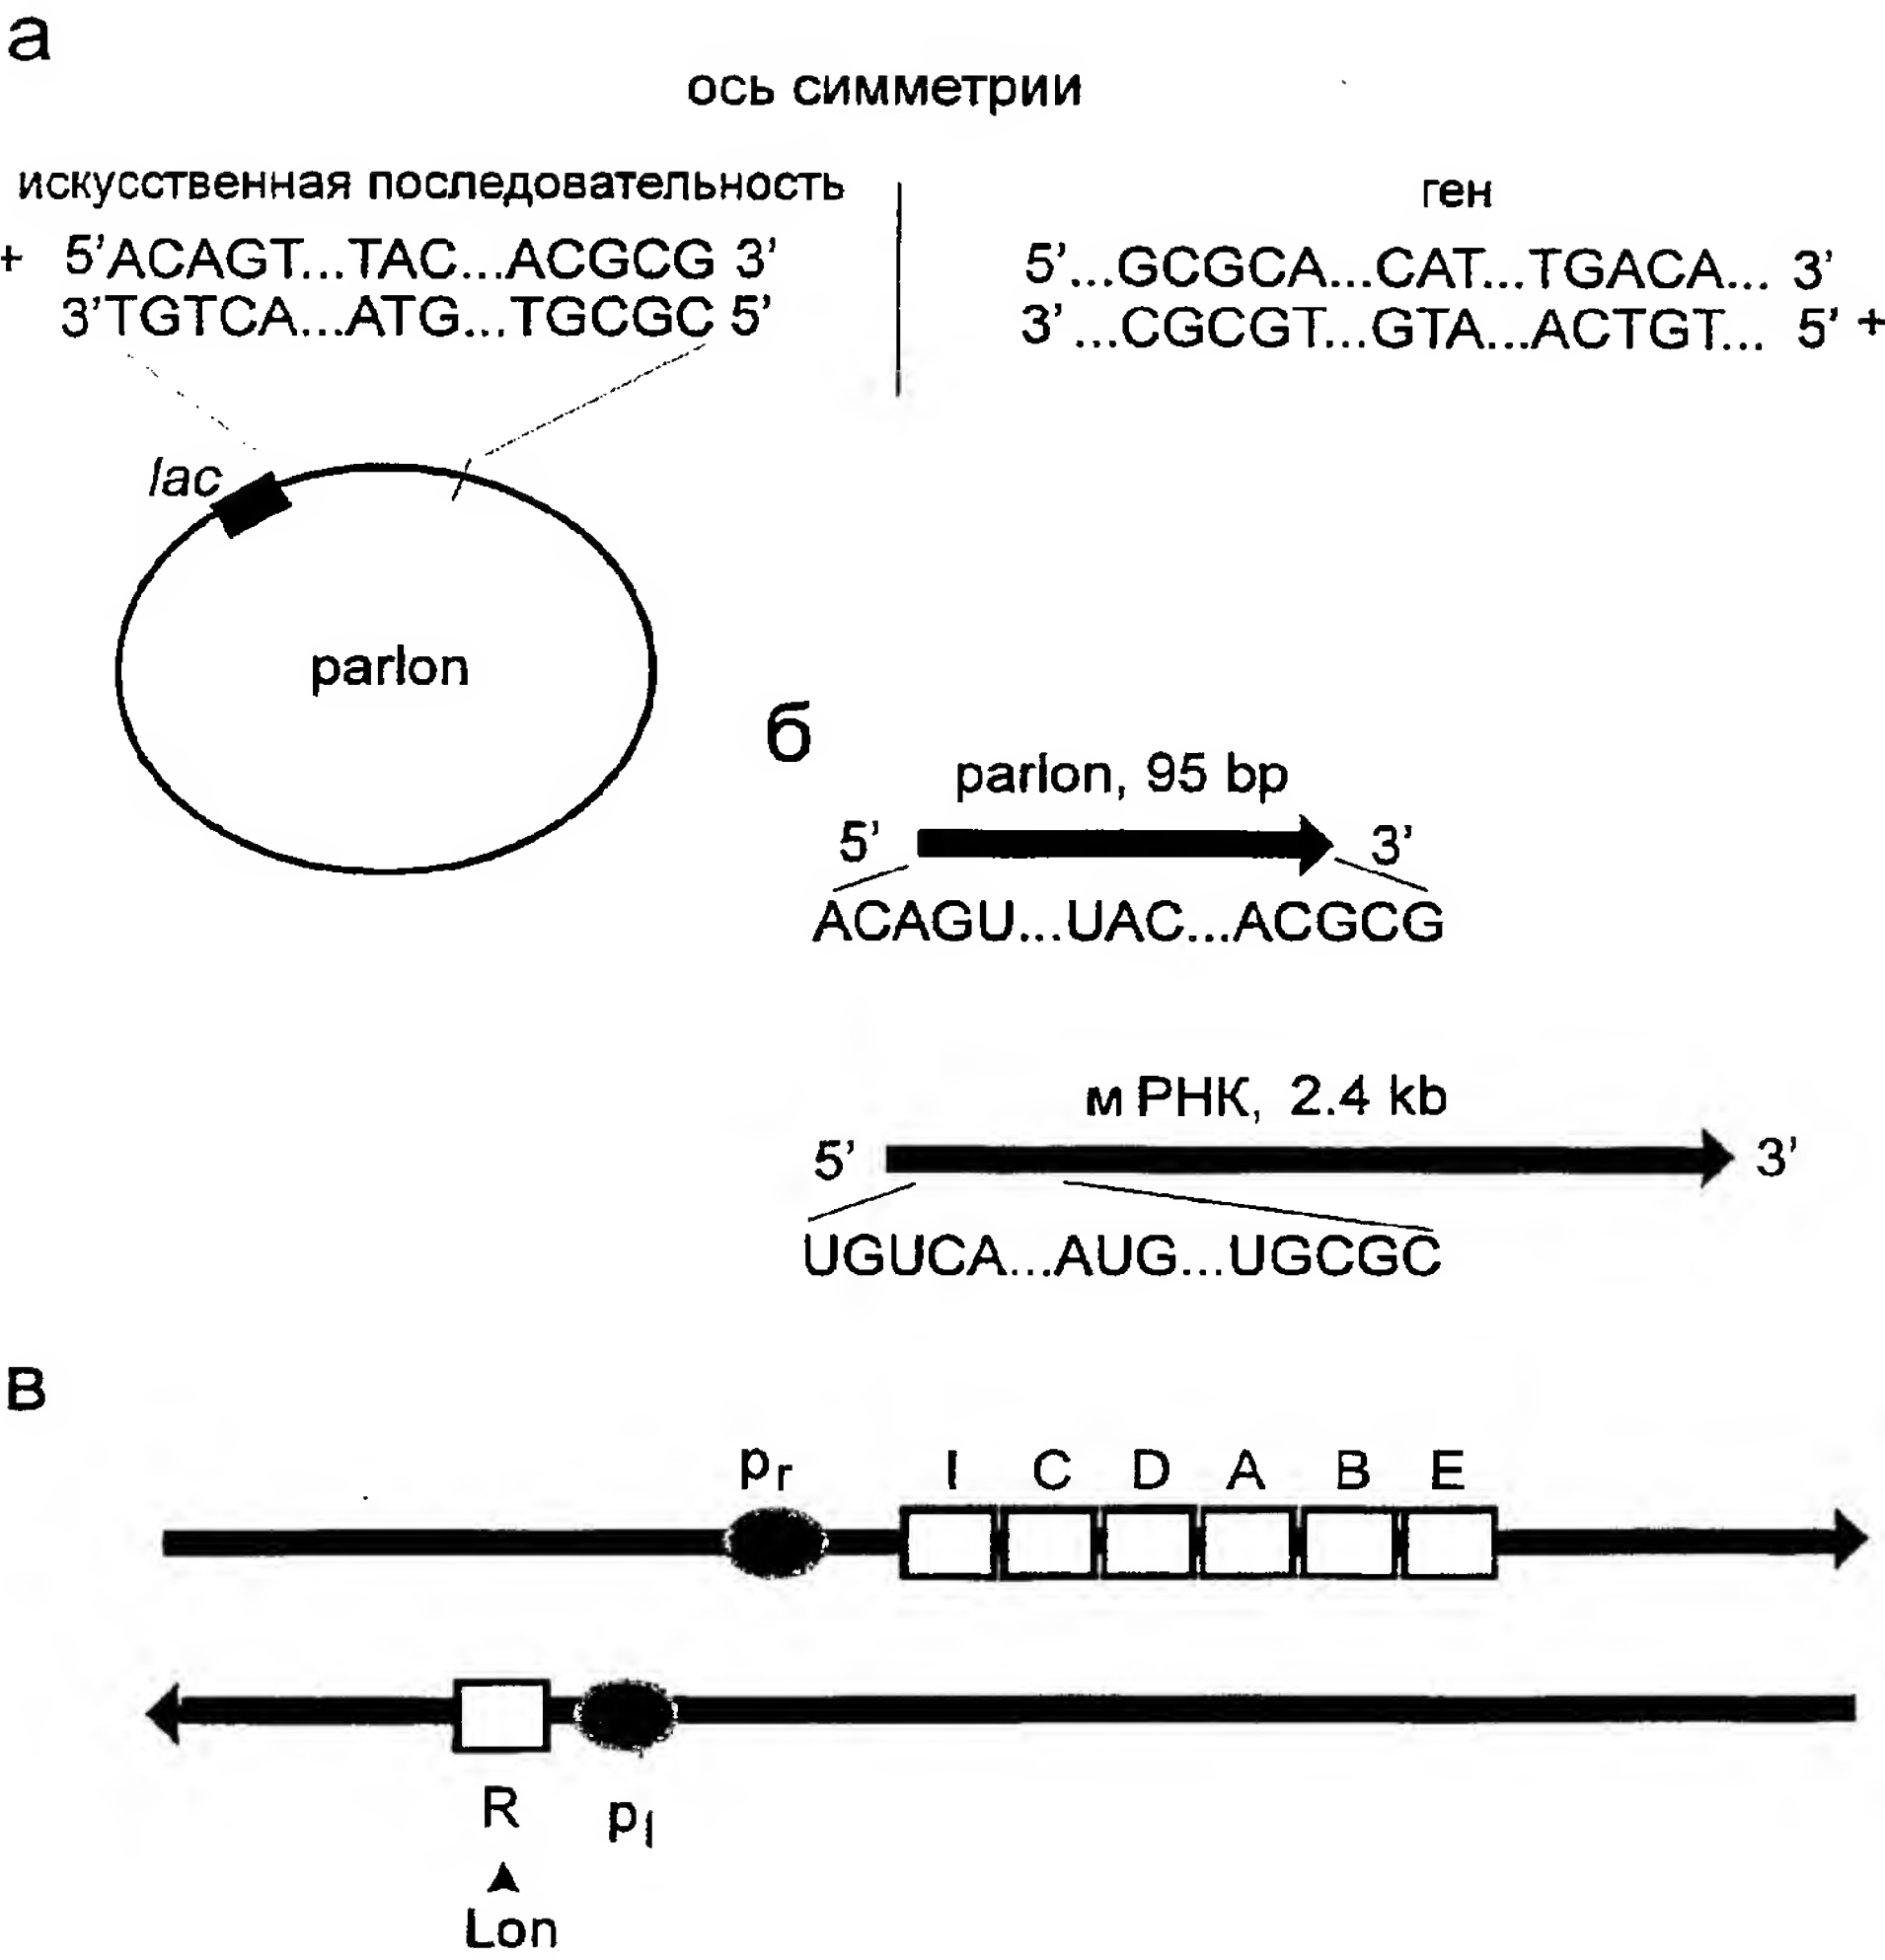 а
ось симметрии
искусственная последовательность
ген
+ 5'ACAGT...TAC...ACGCG 3'
3'TGTCA...ATG...TGCGC 5'
5'...GCGCA...CAT...TGACA... 3'
3'...CGCGT...GTA...ACTGT... 5' +
lac
parlon
б
parlon, 95 bp
5' 3'
ACAGU...UAC...ACGCG
мРНК, 2.4 kb
5' 3'
UGUCA...AUG...UGCGC
в
pr I C D A B E
R pl
Lon